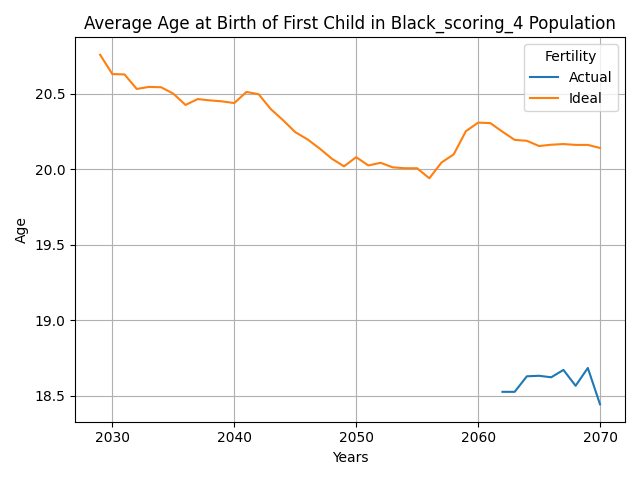 Average Age at Birth of First Child in Black_scoring_4 Population
Fertility
Actual
Ideal
Age
20.5
20.0
19.5
19.0
18.5
2030 2040 2050 2060 2070
Years